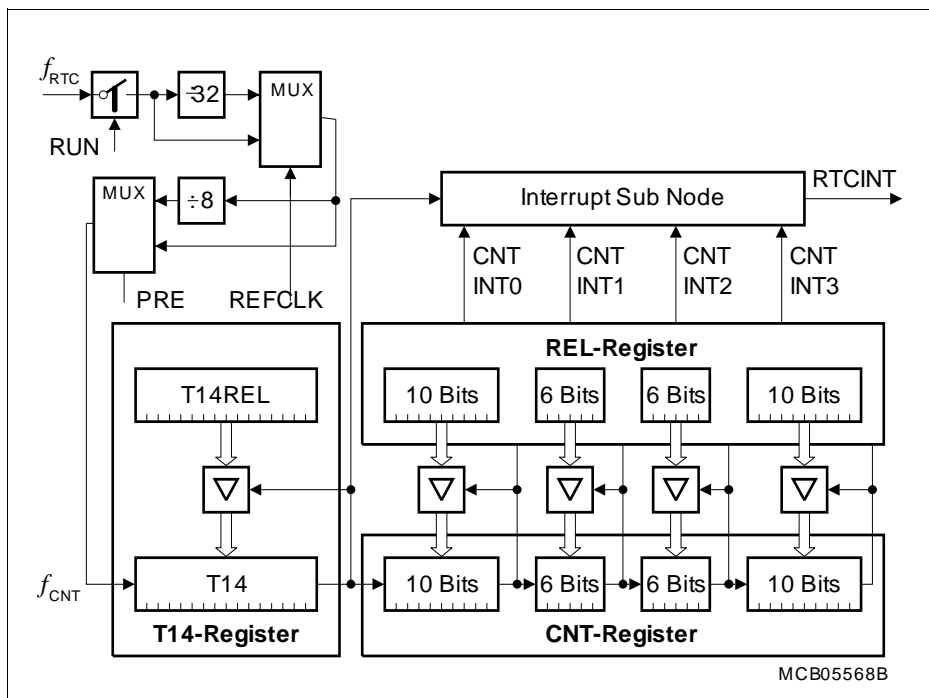 fRTC
÷32
MUX
RUN
MUX
÷8
PRE
REFCLK
Interrupt Sub Node
RTCINT
CNT INT0
CNT INT1
CNT INT2
CNT INT3
REL-Register
T14REL
10 Bits
6 Bits
6 Bits
10 Bits
fCNT
T14
10 Bits
6 Bits
6 Bits
10 Bits
T14-Register
CNT-Register
MCB05568B